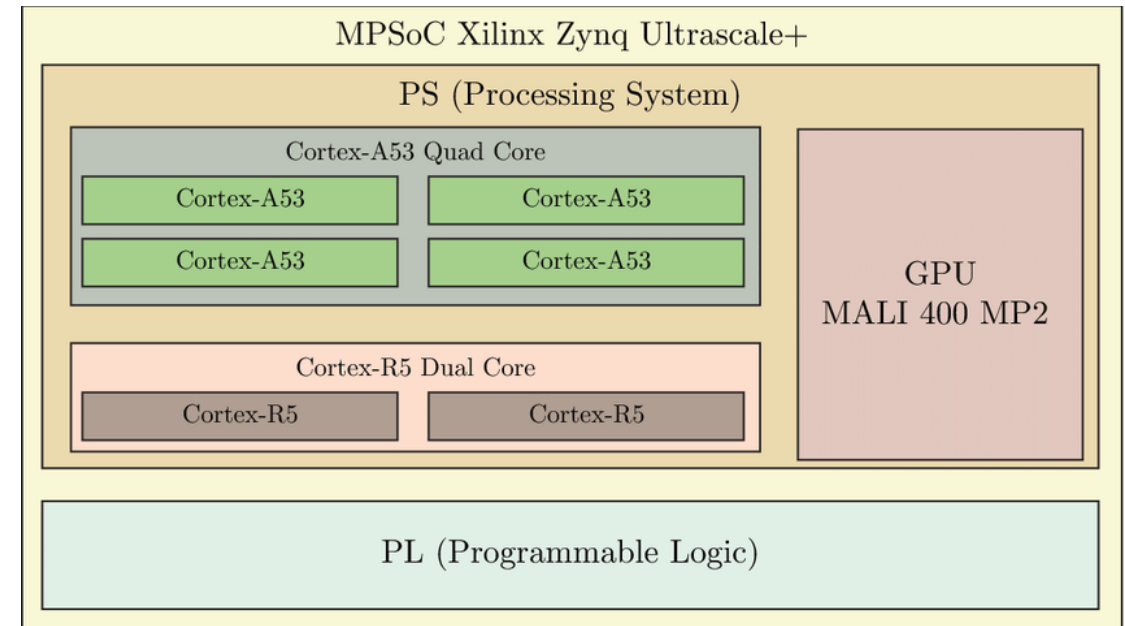 MPSoC Xilinx Zynq Ultrascale+
PS (Processing System)
Cortex-A53 Quad Core
Cortex-A53
Cortex-A53
Cortex-A53
Cortex-A53
Cortex-R5 Dual Core
Cortex-R5
Cortex-R5
GPU
MALI 400 MP2
PL (Programmable Logic)